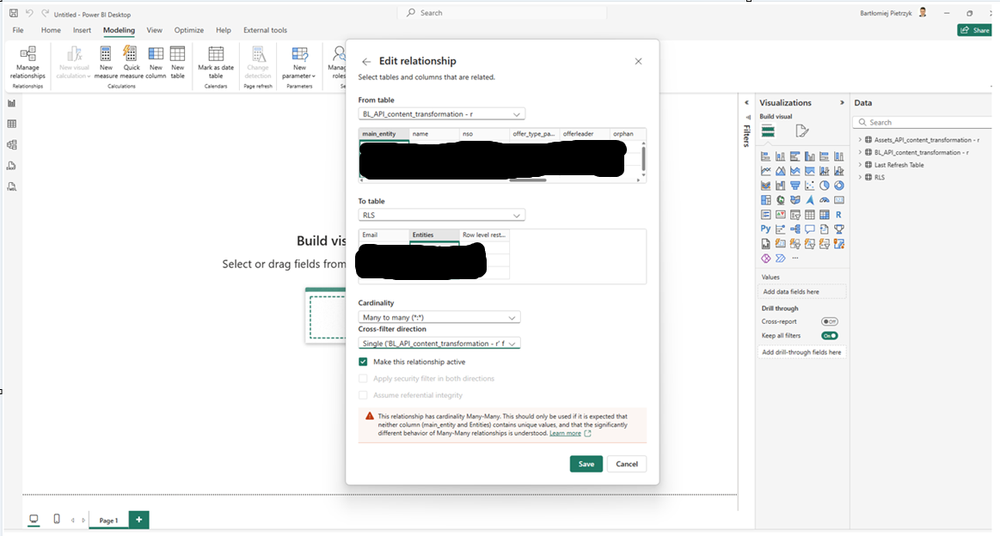 Untitled - Power BI Desktop
Search
Bartłomiej Pietrzyk
File Home Insert Modeling View Optimize Help External tools
Share
Manage relationships
New visual calculation
New measure
Quick measure
New column
New table
Mark as date table
Change detection
New parameter
Manag
roles
Relationships
Calculations
Calendars
Page refresh
Parameters
Se
Build vis
Select or drag fields from
Edit relationship
Select tables and columns that are related.
From table
BL_API_content_transformation - r
main_entity name nso offer_type_pa... offerleader orphan
To table
RLS
Email Entities Row level rest...
Cardinality
Many to many (*:*)
Cross-filter direction
Single ('BL_API_content_transformation - r' f
Make this relationship active
Apply security filter in both directions
Assume referential integrity
This relationship has cardinality Many-Many. This should only be used if it is expected that
neither column (main_entity and Entities) contains unique values, and that the significantly
different behavior of Many-Many relationships is understood. Learn more
Save Cancel
Filters
Visualizations
Build visual
R
Py
...
Values
Add data fields here
Drill through
Cross-report
Off
Keep all filters
On
Add drill-through fields here
Data
Search
Assets_API_content_transformation - r
BL_API_content_transformation - r
Last Refresh Table
RLS
Page 1
+